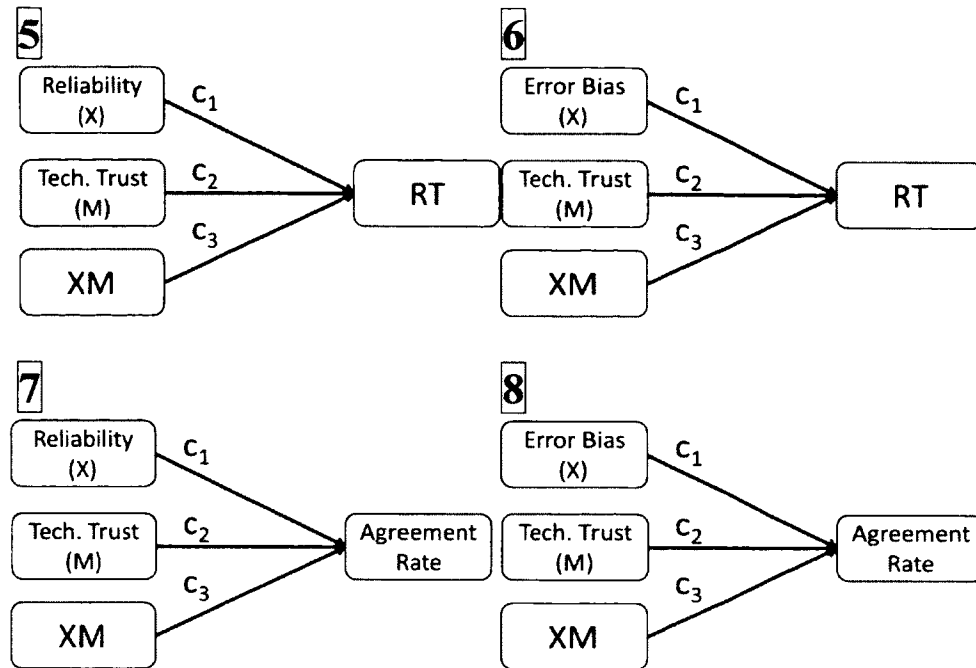 5
Reliability
(X)
C1
Tech. Trust
(M)
C2
RT
C3
XM
6
Error Bias
(X)
C1
Tech. Trust
(M)
C2
RT
C3
XM
7
Reliability
(X)
C1
Tech. Trust
(M)
C2
Agreement
Rate
C3
XM
8
Error Bias
(X)
C1
Tech. Trust
(M)
C2
Agreement
Rate
C3
XM